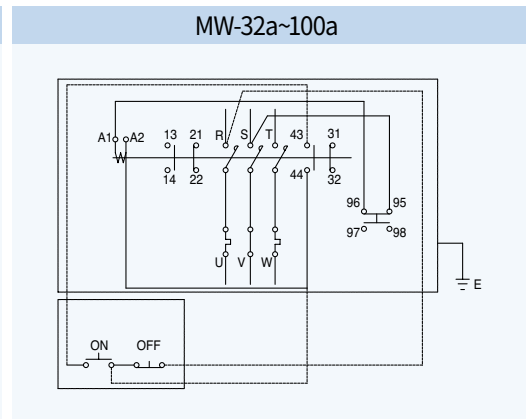 MW-32a~100a
A1 A2 13 21 R S T 43 31
14 22 44 32
96 95
97 98
U V W
E
ON OFF